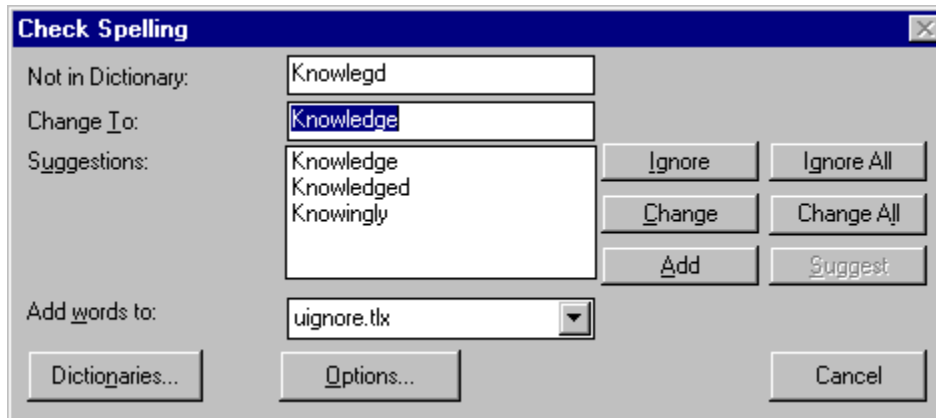 Check Spelling
Not in Dictionary: Knowlegd
Change To: Knowledge
Suggestions: Knowledge
Knowledged
Knowingly
Ignore Ignore All
Change Change All
Add Suggest
Add words to: uignore.tlx
Dictionaries... Options... Cancel